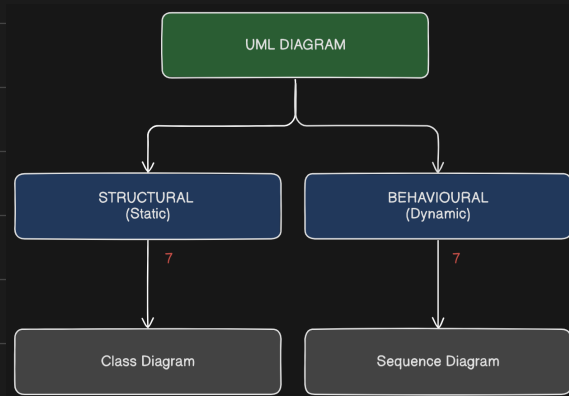 UML DIAGRAM
STRUCTURAL
(Static)
BEHAVIOURAL
(Dynamic)
7
7
Class Diagram
Sequence Diagram